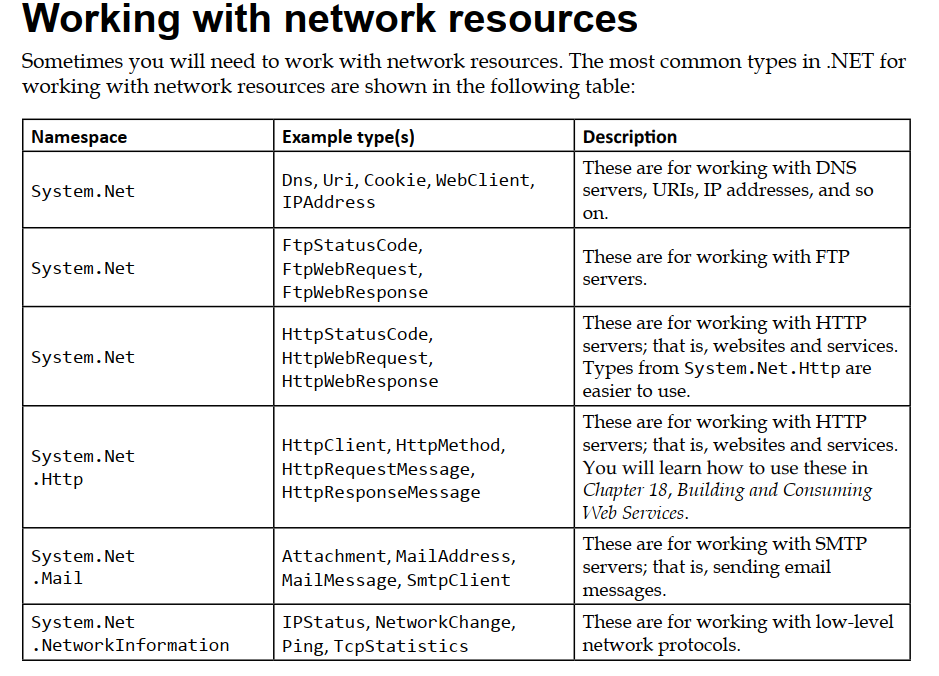 Working with network resources
Sometimes you will need to work with network resources. The most common types in .NET for
working with network resources are shown in the following table:
Namespace
Example type(s)
Description
System.Net
Dns, Uri, Cookie, WebClient,
IPAddress
These are for working with DNS
servers, URIs, IP addresses, and so
on.
System.Net
FtpStatusCode,
FtpWebRequest,
FtpWebResponse
These are for working with FTP
servers.
System.Net
HttpStatusCode,
HttpWebRequest,
HttpWebResponse
These are for working with HTTP
servers; that is, websites and services.
Types from System.Net.Http are
easier to use.
System.Net
.Http
HttpClient, HttpMethod,
HttpRequestMessage,
HttpResponseMessage
These are for working with HTTP
servers; that is, websites and services.
You will learn how to use these in
Chapter 18, Building and Consuming
Web Services.
System.Net
.Mail
Attachment, MailAddress,
MailMessage, SmtpClient
These are for working with SMTP
servers; that is, sending email
messages.
System.Net
.NetworkInformation
IPStatus, NetworkChange,
Ping, TcpStatistics
These are for working with low-level
network protocols.